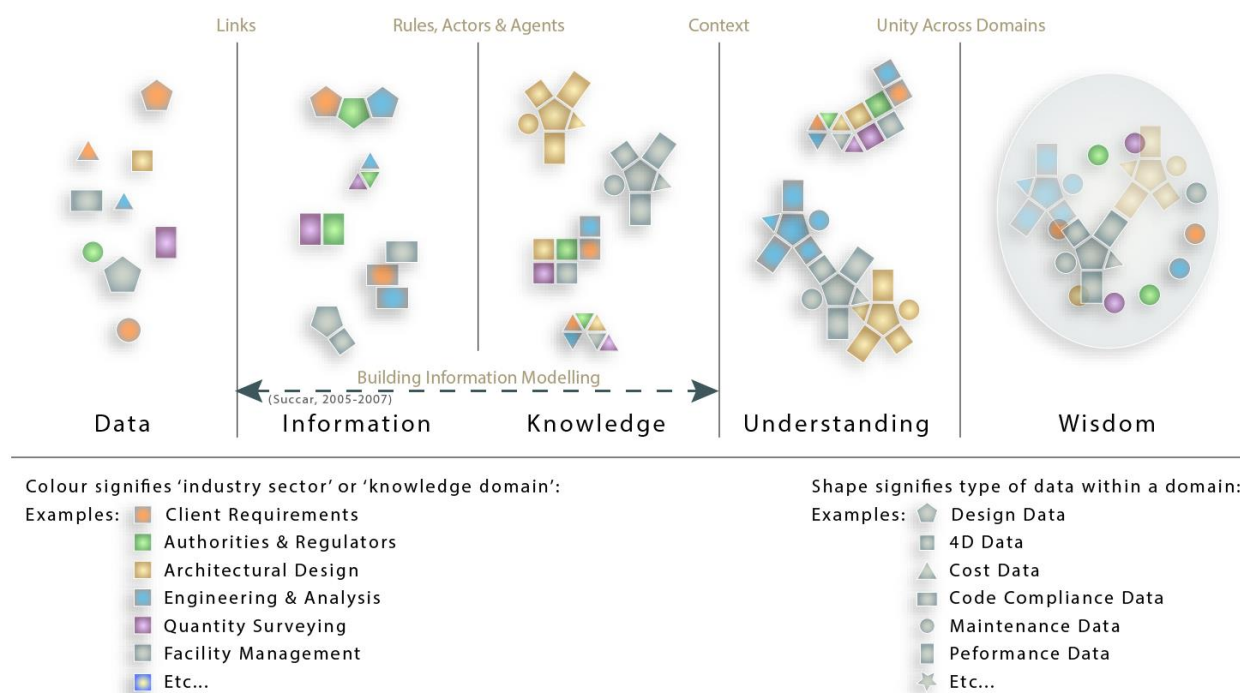 Links
Rules, Actors & Agents
Context
Unity Across Domains
Building Information Modelling
(Succar, 2005-2007)
Data
Information
Knowledge
Understanding
Wisdom
Colour signifies ‘industry sector’ or ‘knowledge domain’:
Examples:
Client Requirements
Authorities & Regulators
Architectural Design
Engineering & Analysis
Quantity Surveying
Facility Management
Etc...
Shape signifies type of data within a domain:
Examples:
Design Data
4D Data
Cost Data
Code Compliance Data
Maintenance Data
Peformance Data
Etc...